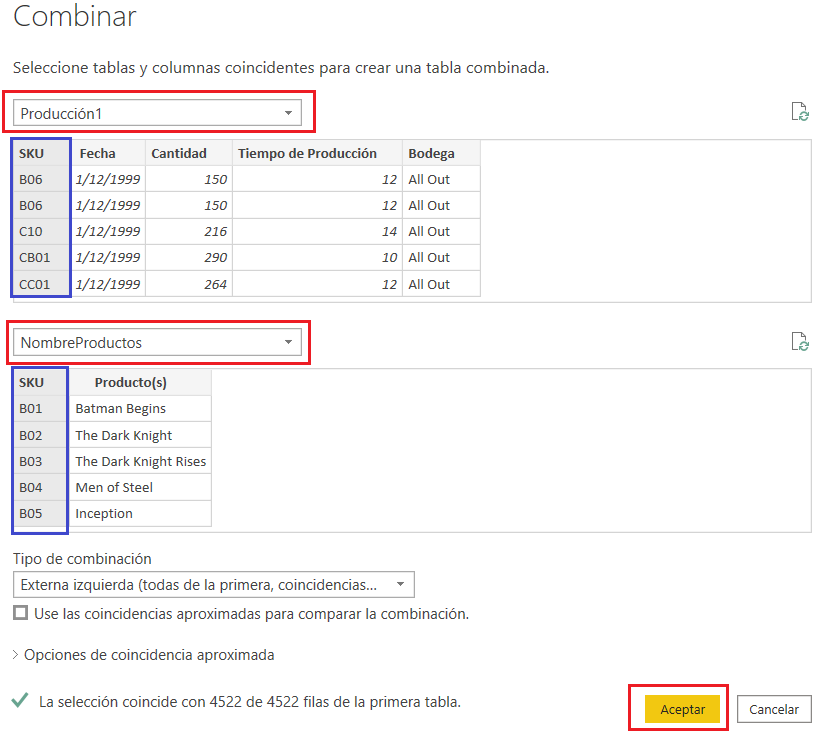 Combinar
Seleccione tablas y columnas coincidentes para crear una tabla combinada.
Producción1
SKU Fecha Cantidad Tiempo de Producción Bodega
B06 1/12/1999 150 12 All Out
B06 1/12/1999 150 12 All Out
C10 1/12/1999 216 14 All Out
CB01 1/12/1999 290 10 All Out
CC01 1/12/1999 264 12 All Out
NombreProductos
SKU Producto(s)
B01 Batman Begins
B02 The Dark Knight
B03 The Dark Knight Rises
B04 Men of Steel
B05 Inception
Tipo de combinación
Externa izquierda (todas de la primera, coincidencias...
Use las coincidencias aproximadas para comparar la combinación.
Opciones de coincidencia aproximada
La selección coincide con 4522 de 4522 filas de la primera tabla.
Aceptar Cancelar